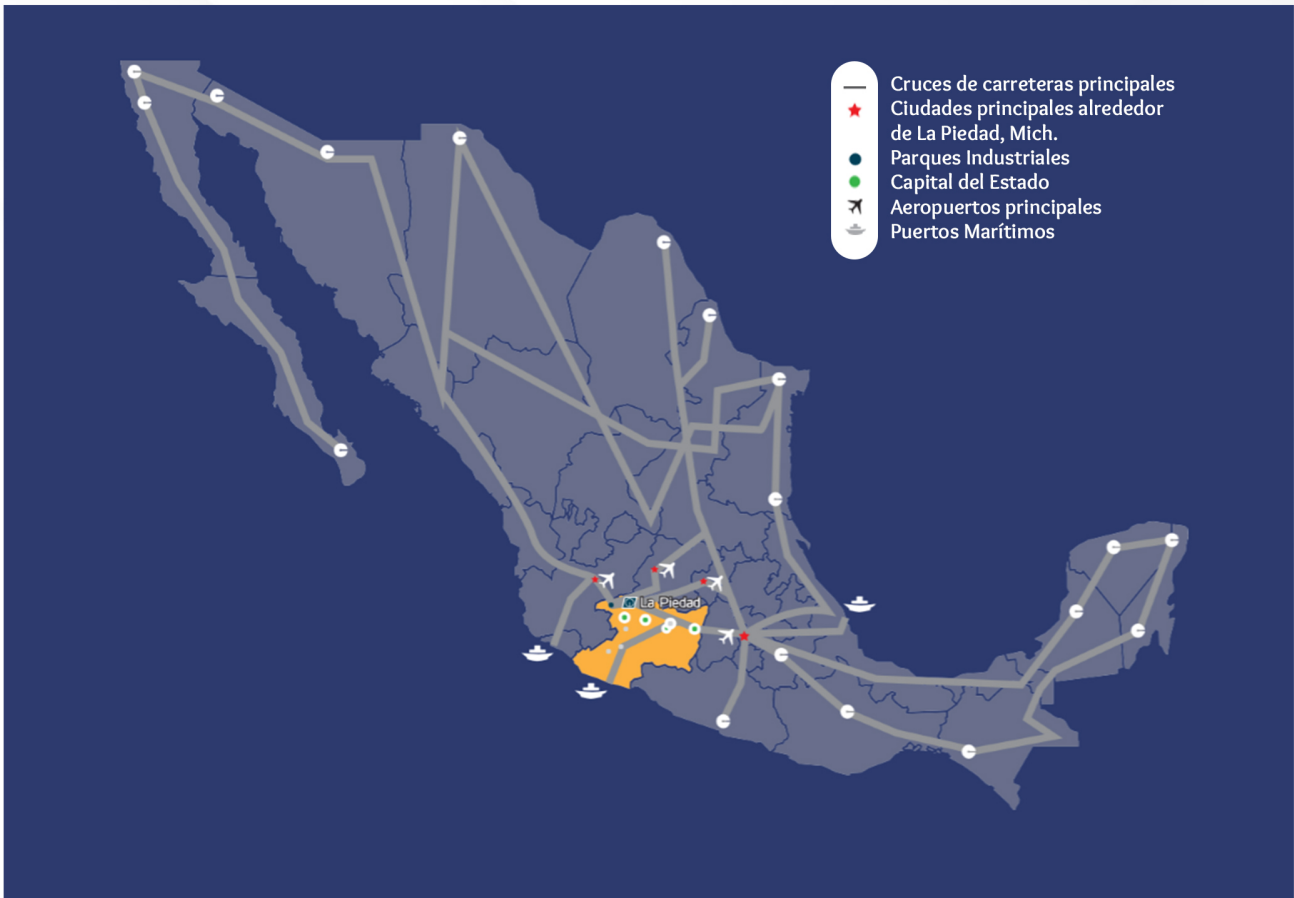 Cruces de carreteras principales
Ciudades principales alrededor
de La Piedad, Mich.
Parques Industriales
Capital del Estado
Aeropuertos principales
Puertos Marítimos
La Piedad